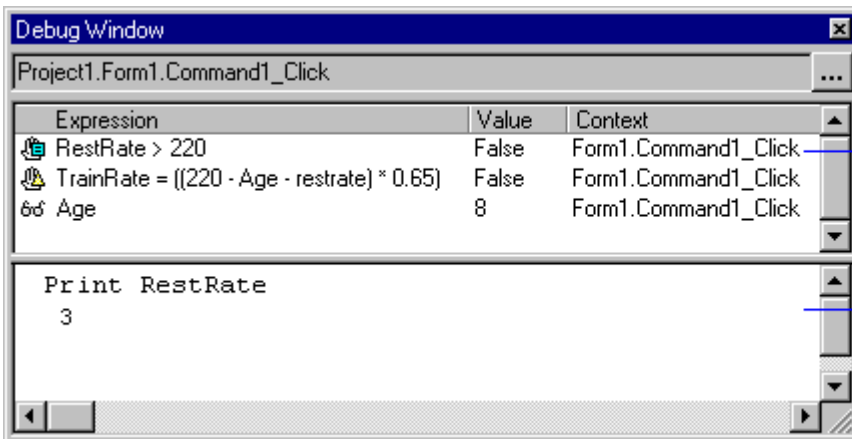 Debug Window
Project1.Form1.Command1_Click ...
Expression Value Context
RestRate > 220 False Form1.Command1_Click
TrainRate = ((220 - Age - restrate) * 0.65) False Form1.Command1_Click
Age 8 Form1.Command1_Click
Print RestRate
3